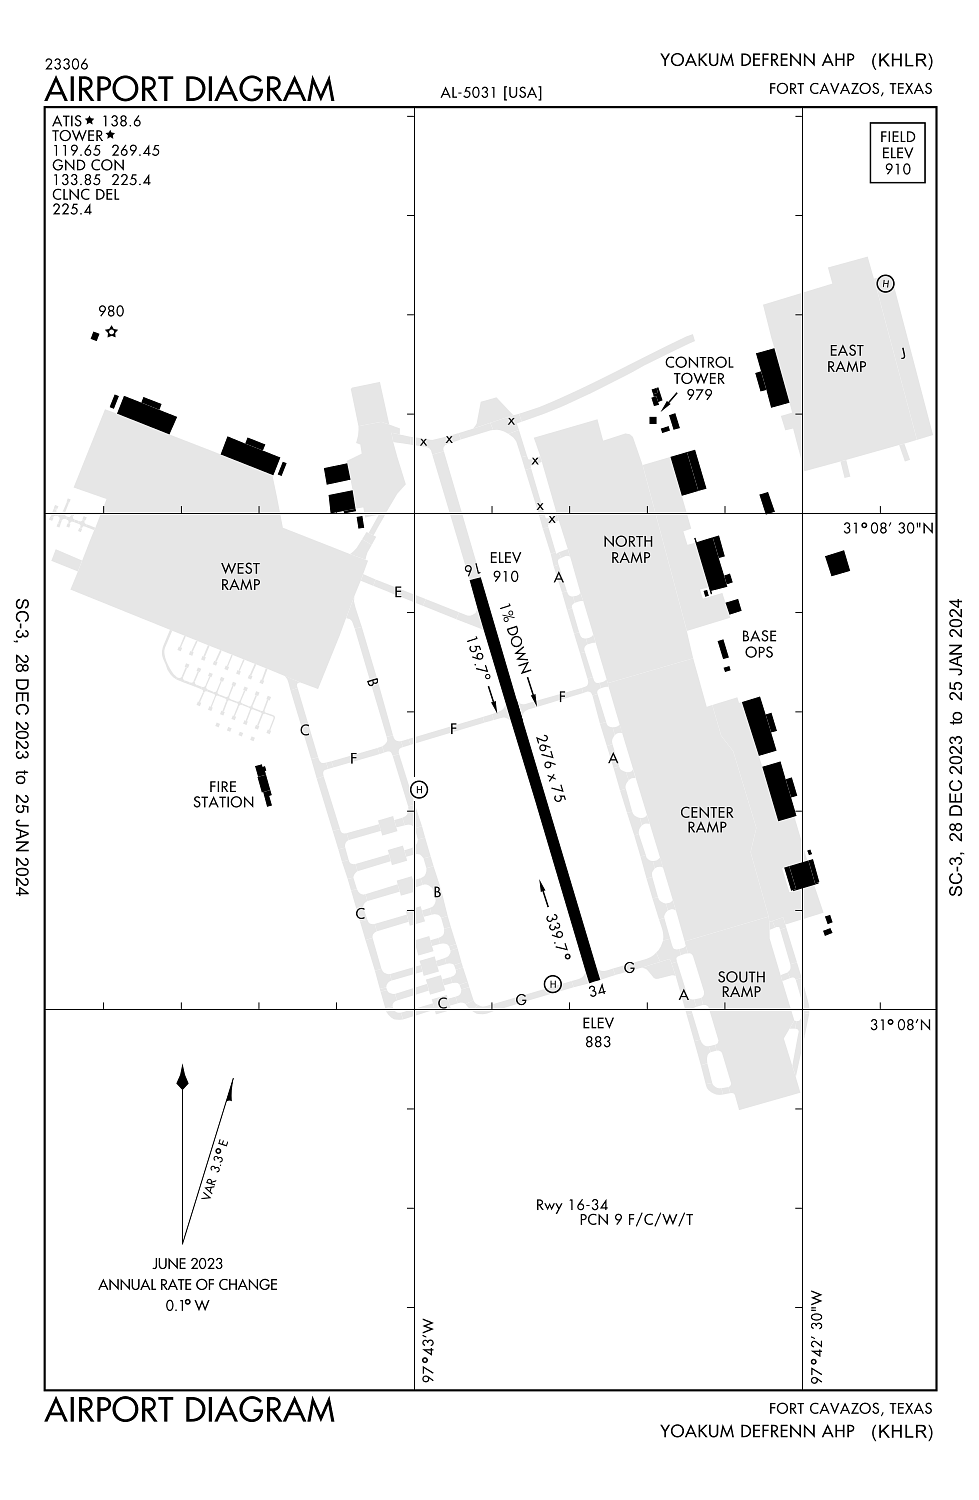 23306
AIRPORT DIAGRAM
AL-5031 [USA]
YOAKUM DEFRENN AHP (KHLR)
FORT CAVAZOS, TEXAS
ATIS★ 138.6
TOWER★
119.65 269.45
GND CON
133.85 225.4
CLNC DEL
225.4
FIELD
ELEV
910
980
H
J
EAST
RAMP
CONTROL
TOWER
979
x
x
x
x
x
x
31°08' 30"N
NORTH
RAMP
WEST
RAMP
ELEV
910
16
A
E
1% DOWN
159.7°
BASE
OPS
B
F
C
F
F
2676 x 75
A
H
FIRE
STATION
CENTER
RAMP
B
C
339.7°
G
H
34
C
G
A
SOUTH
RAMP
ELEV
883
31°08'N
VAR 3.3°E
JUNE 2023
ANNUAL RATE OF CHANGE
0.1° W
Rwy 16-34
PCN 9 F/C/W/T
97°43'W
97°42' 30"W
SC-3, 28 DEC 2023 to 25 JAN 2024
SC-3, 28 DEC 2023 to 25 JAN 2024
AIRPORT DIAGRAM
FORT CAVAZOS, TEXAS
YOAKUM DEFRENN AHP (KHLR)